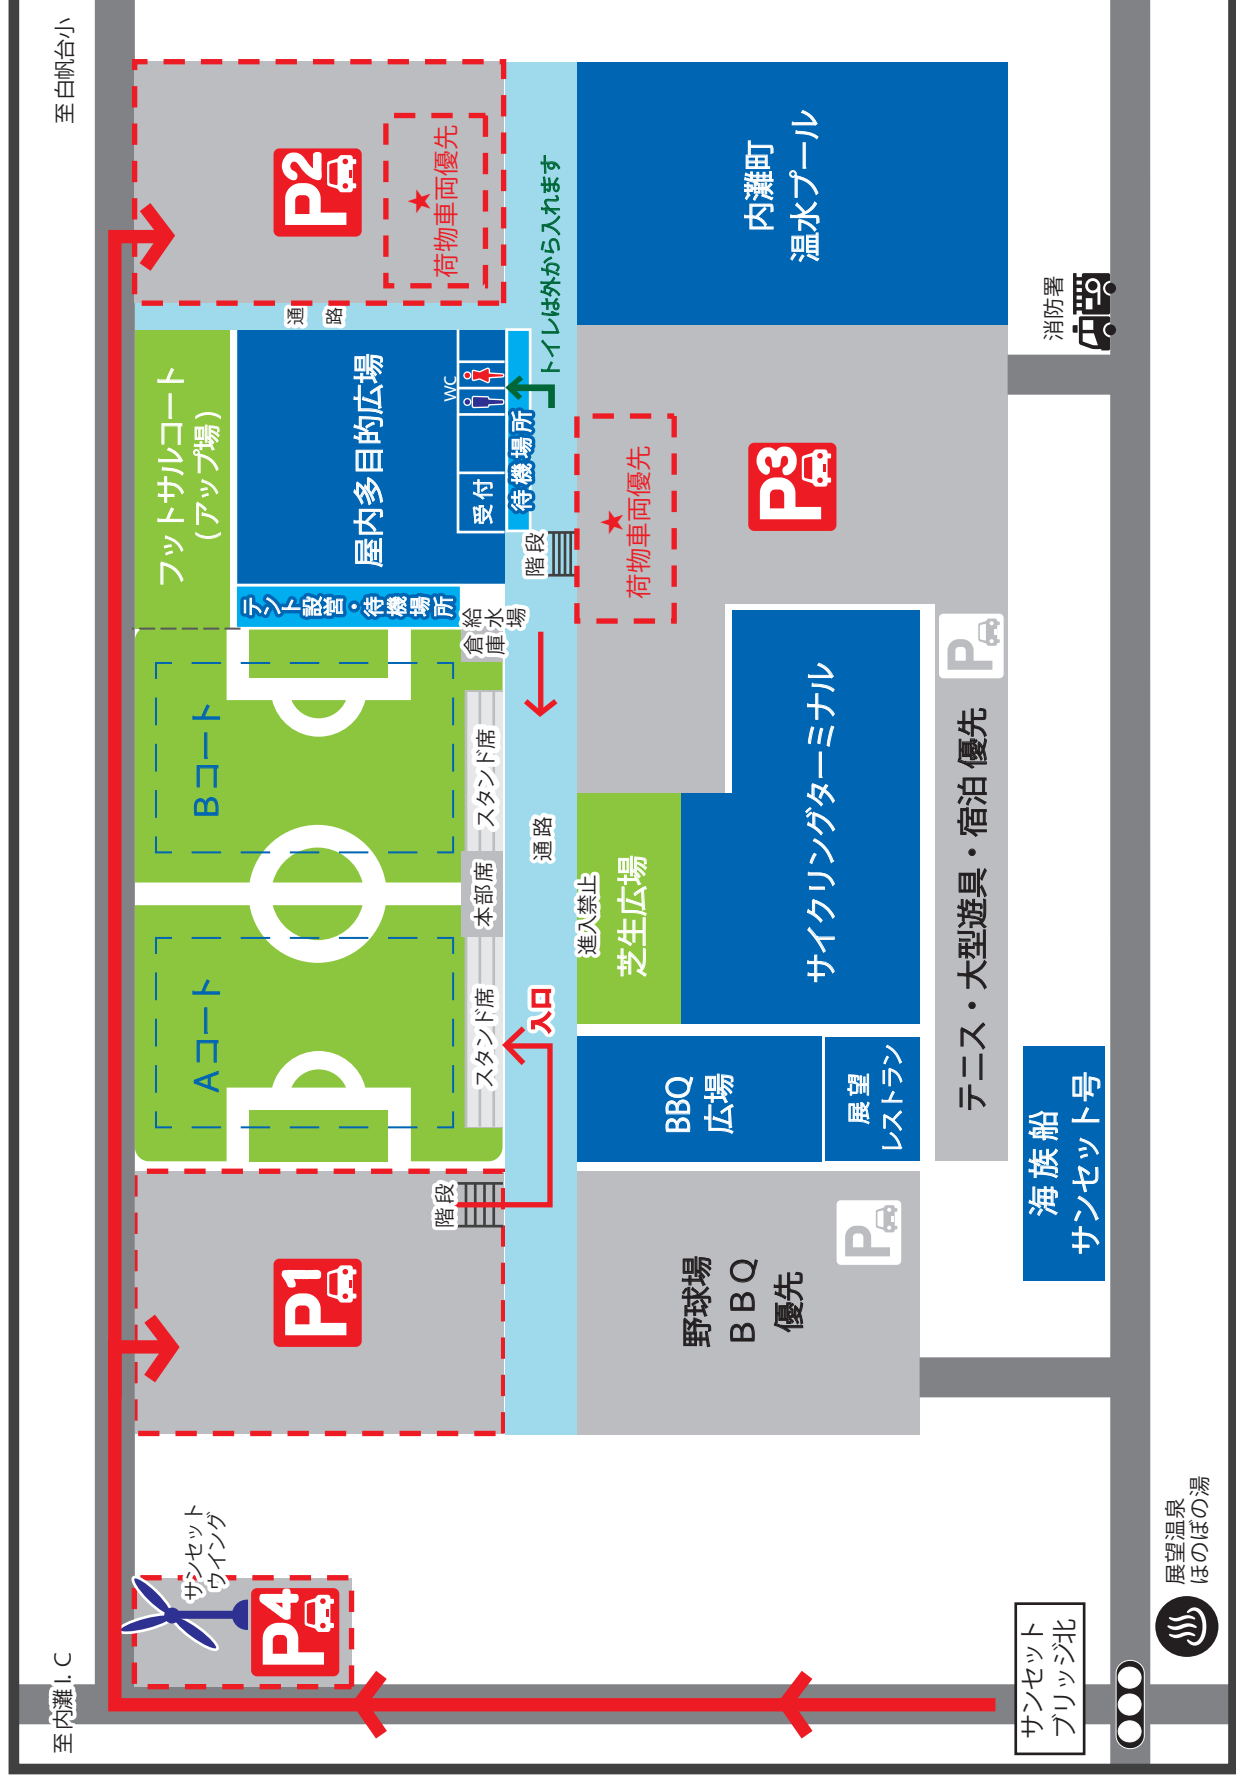 至 内灘 I. C
至 白帆台小
サンセット
ウイング
P4
P1
階段
Aコート
Bコート
フットサルコート
(アップ場)
屋内多目的広場
テント設営・待機場所
WC
受付
待機場所
通路
P2
★
荷物車両優先
トイレは外から入れます
スタンド席
本部席
スタンド席
倉庫
給水場
階段
入口
通路
進入禁止
芝生広場
★
荷物車両優先
P3
内灘町
温水プール
野球場
BBQ
優先
P
BBQ
広場
展望
レストラン
サイクリングターミナル
テニス・大型遊具・宿泊 優先
P
海族船
サンセット号
消防署
サンセット
ブリッジ北
展望温泉
ほのぼの湯